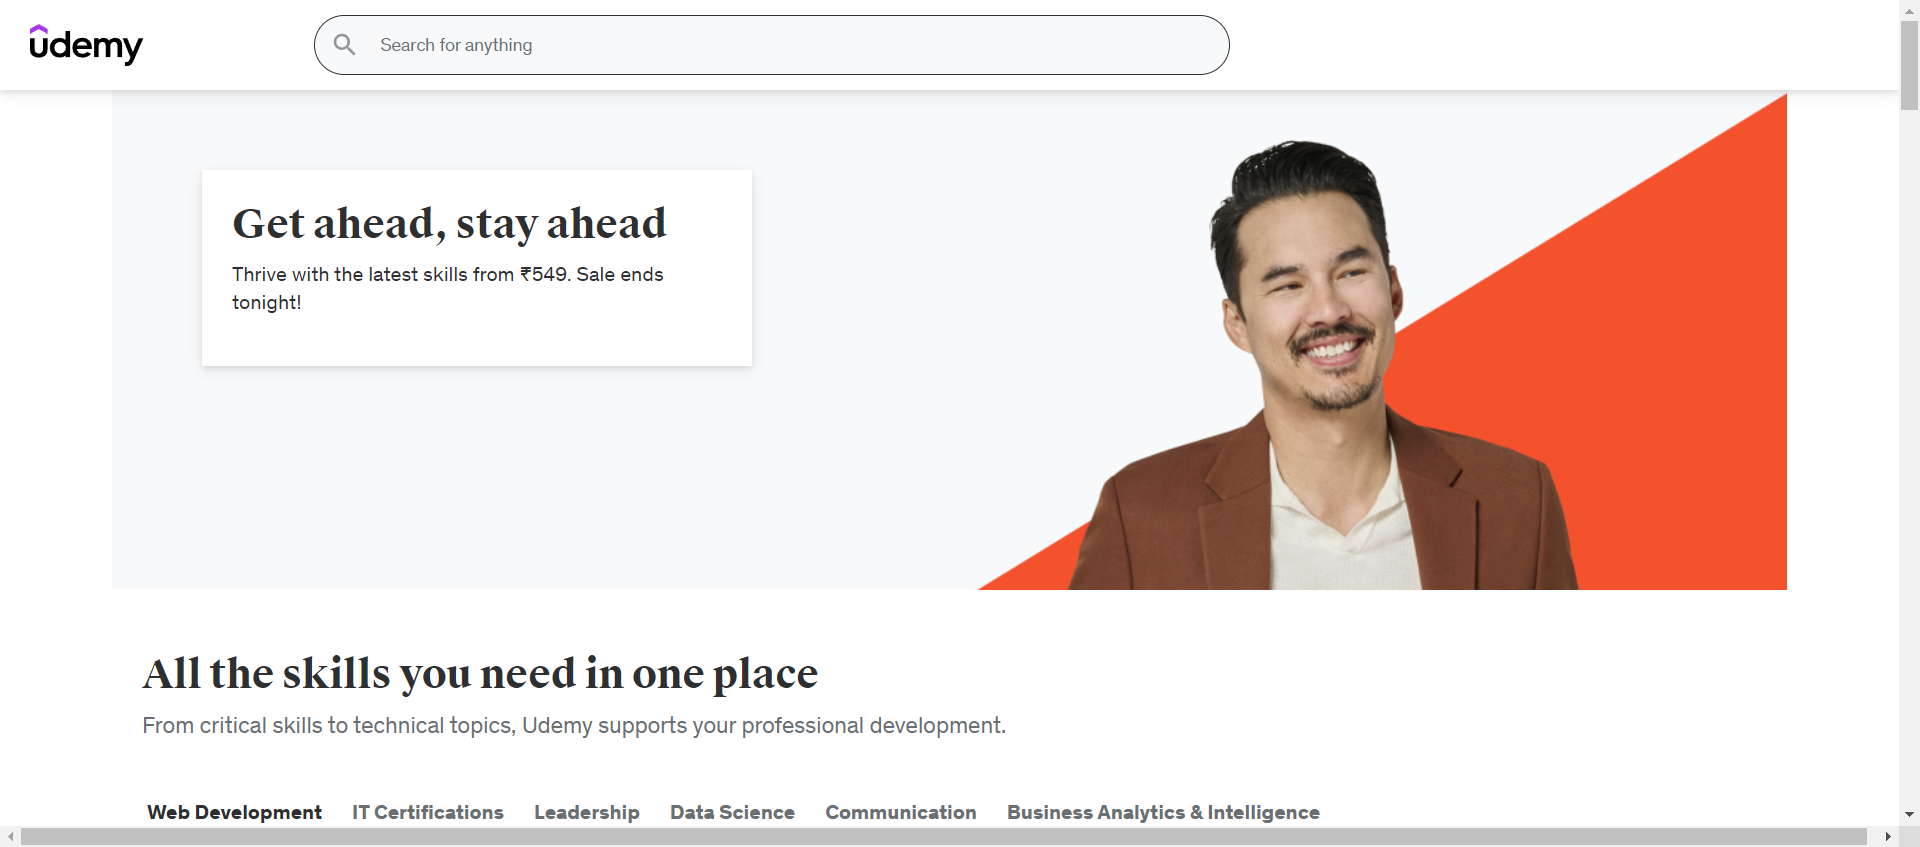 udemy
Search for anything
Get ahead, stay ahead
Thrive with the latest skills from ₹549. Sale ends
tonight!
All the skills you need in one place
From critical skills to technical topics, Udemy supports your professional development.
Web Development IT Certifications Leadership Data Science Communication Business Analytics & Intelligence